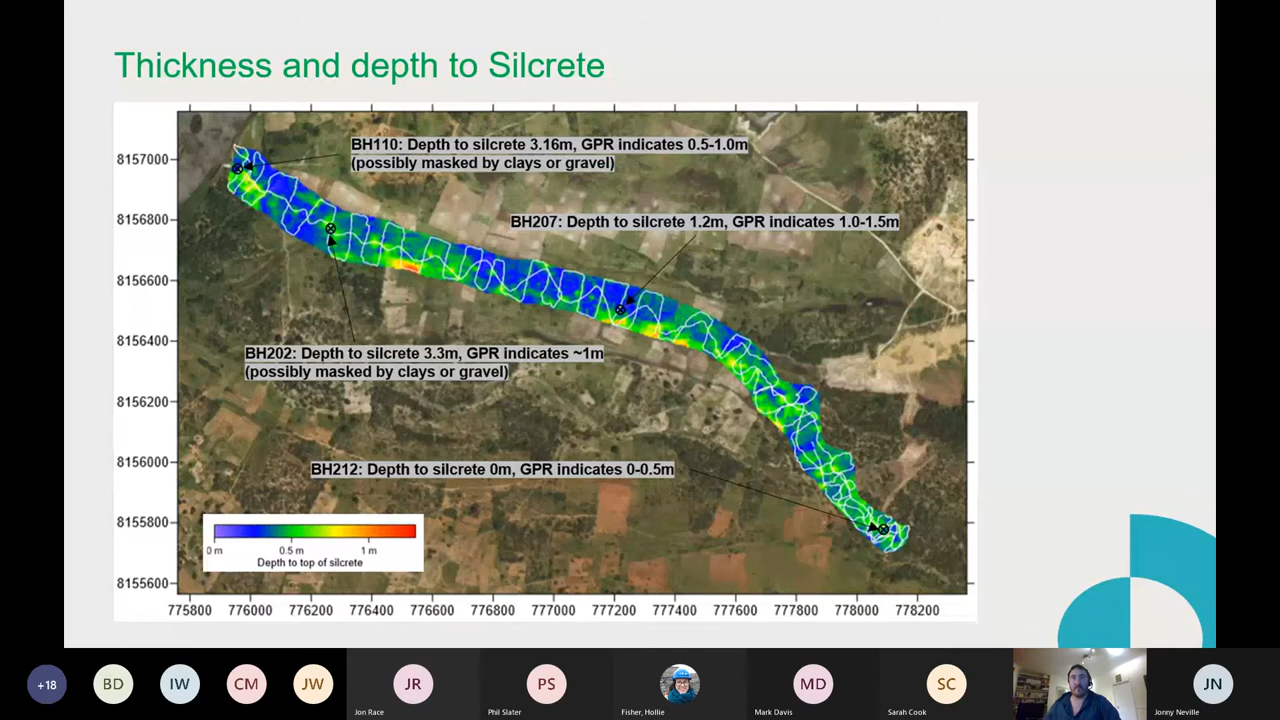 Thickness and depth to Silcrete
BH110: Depth to silcrete 3.16m, GPR indicates 0.5-1.0m
(possibly masked by clays or gravel)
8157000
BH207: Depth to silcrete 1.2m, GPR indicates 1.0-1.5m
8156800
8156600
8156400
BH202: Depth to silcrete 3.3m, GPR indicates ~1m
(possibly masked by clays or gravel)
8156200
8156000
BH212: Depth to silcrete 0m, GPR indicates 0-0.5m
8155800
0 m 0.5 m 1 m
Depth to top of silcrete
8155600
775800 776000 776200 776400 776600 776800 777000 777200 777400 777600 777800 778000 778200
+18 BD IW CM JW JR PS MD SC JN
Jon Race Phil Slater Fisher, Hollie Mark Davis Sarah Cook Jonny Neville